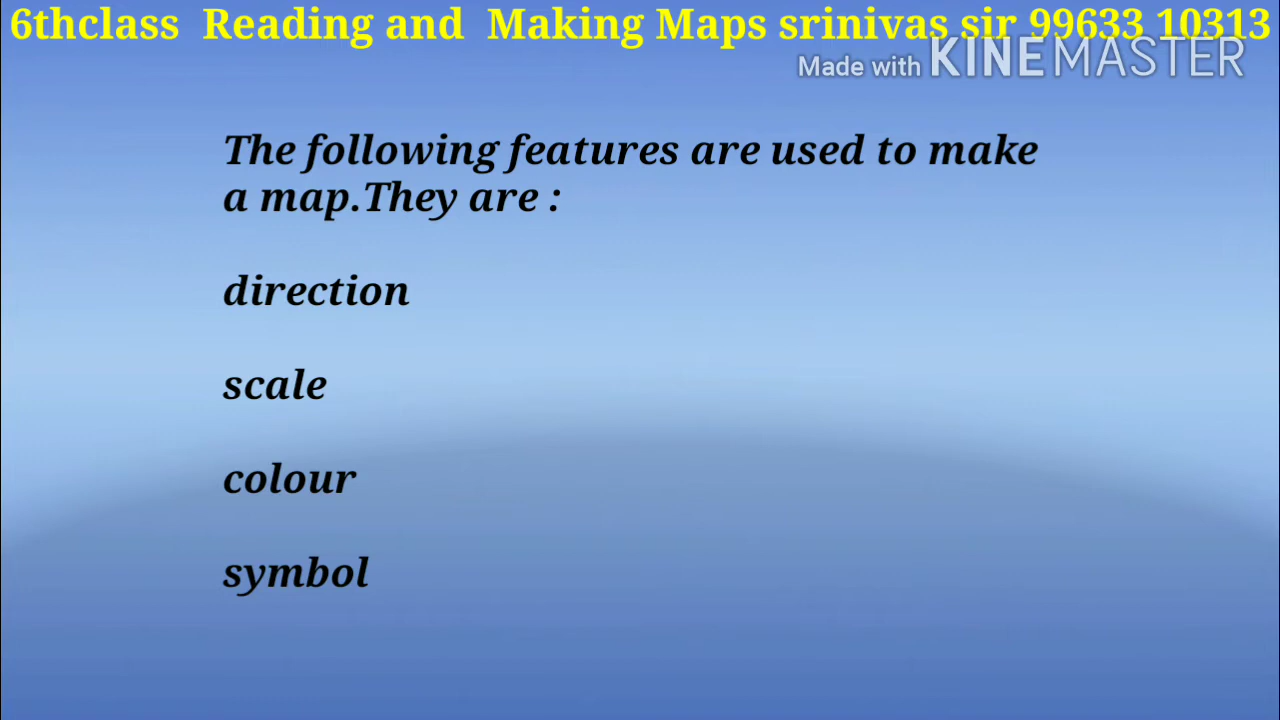 6thclass Reading and Making Maps srinivas sir 99633 10313
Made with KINEMASTER
The following features are used to make
a map.They are :
direction
scale
colour
symbol